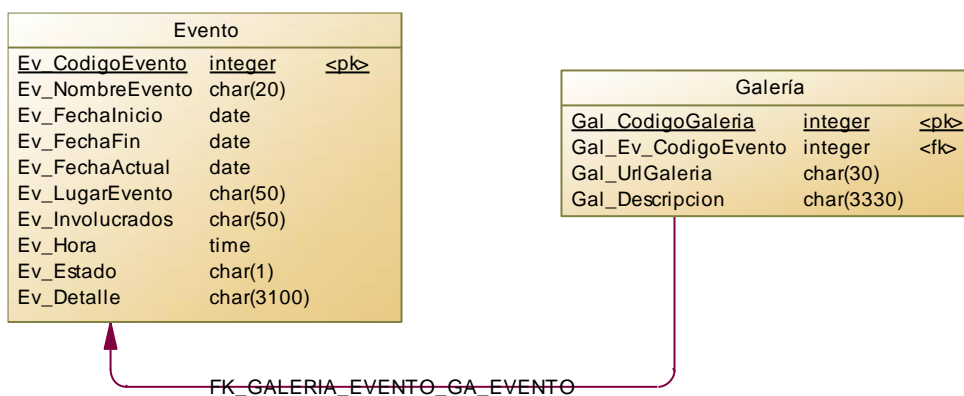 Evento
Ev_CodigoEvento integer <pk>
Ev_NombreEvento char(20)
Ev_FechaInicio date
Ev_FechaFin date
Ev_FechaActual date
Ev_LugarEvento char(50)
Ev_Involucrados char(50)
Ev_Hora time
Ev_Estado char(1)
Ev_Detalle char(3100)
Galería
Gal_CodigoGaleria integer <pk>
Gal_Ev_CodigoEvento integer <fk>
Gal_UrlGaleria char(30)
Gal_Descripcion char(3330)
FK_GALERIA_EVENTO_GA_EVENTO